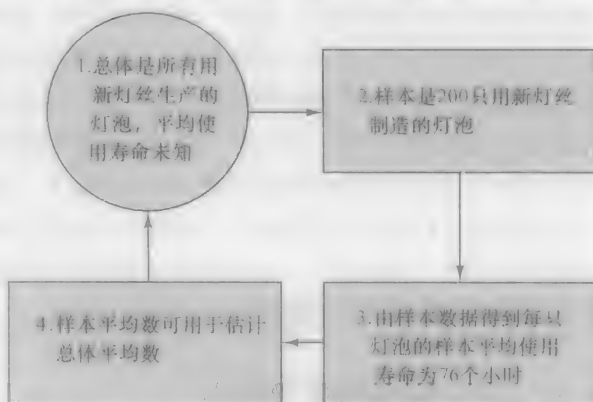 1.总体是所有用
新灯丝生产的
灯泡，平均使
用寿命未知
2.样本是200只用新灯丝
制造的灯泡
3.由样本数据得到每只
灯泡的样本平均使用
寿命为76个小时
4.样本平均数可用于估计
总体平均数